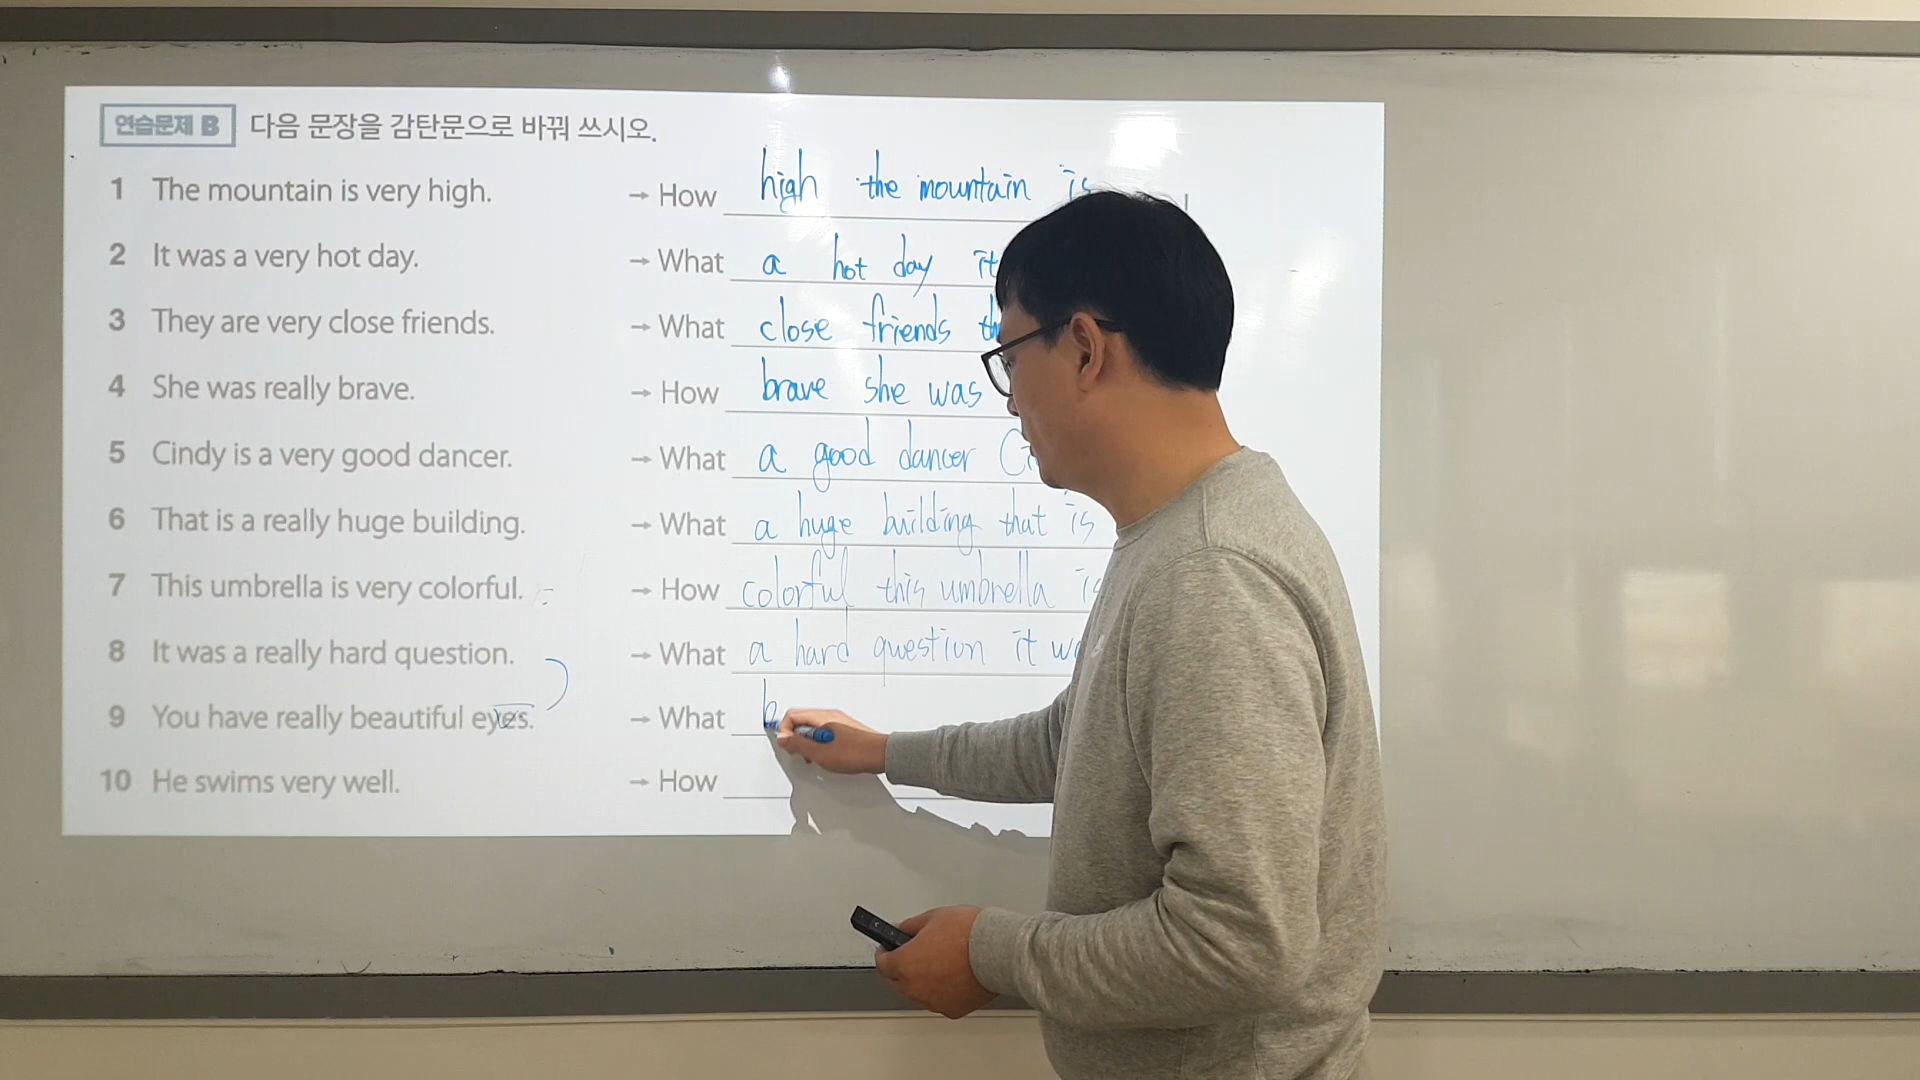 연습문제 B 다음 문장을 감탄문으로 바꿔 쓰시오.
1 The mountain is very high. → How high the mountain is !
2 It was a very hot day. → What a hot day it
3 They are very close friends. → What close friends
4 She was really brave. → How brave she was
5 Cindy is a very good dancer. → What a good dancer
6 That is a really huge building. → What a huge building that is
7 This umbrella is very colorful. → How colorful this umbrella is
8 It was a really hard question. → What a hard question it
9 You have really beautiful eyes. → What b
10 He swims very well. → How